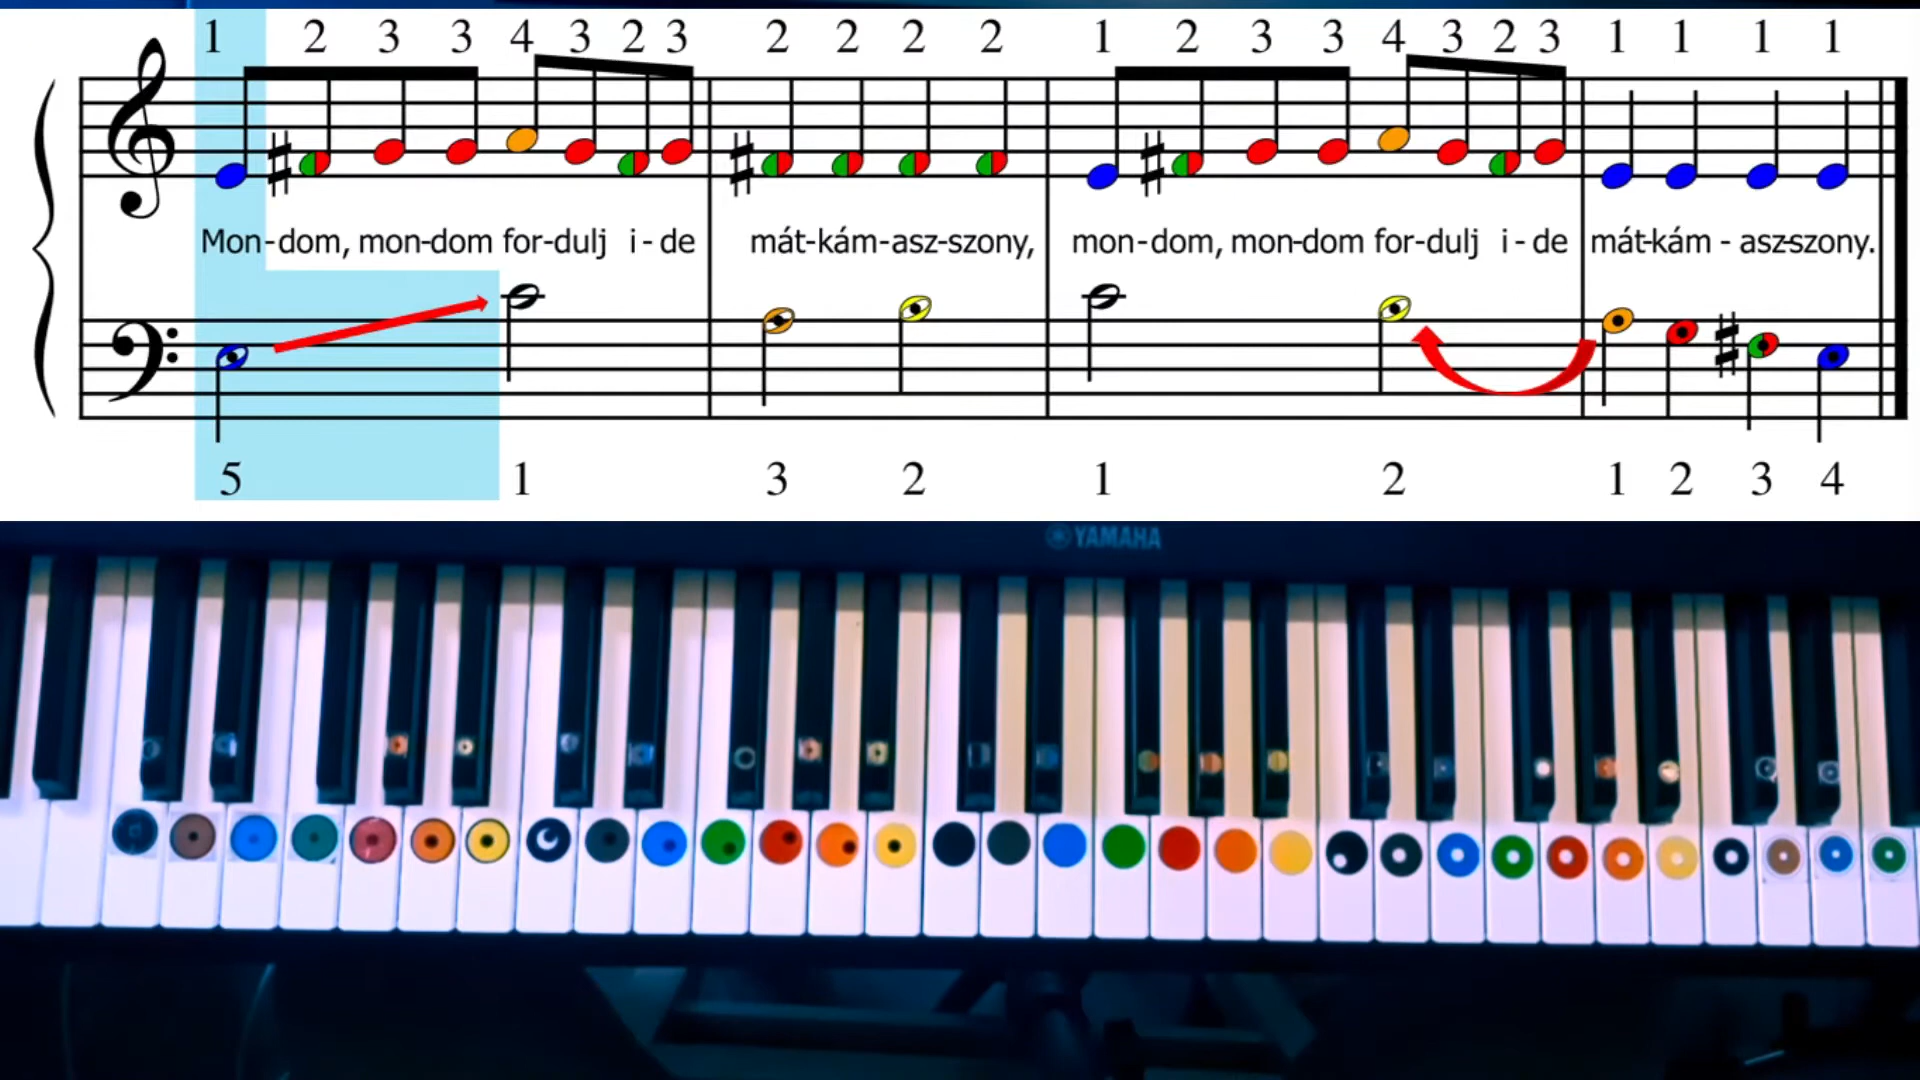 1 2 3 3 4 3 2 3 2 2 2 2 1 2 3 3 4 3 2 3 1 1 1 1
Mon-dom, mon-dom for-dulj i-de mát-kám-asz-szony, mon-dom, mon-dom for-dulj i-de mát-kám - asz-szony.
5 1 3 2 1 2 1 2 3 4
YAMAHA